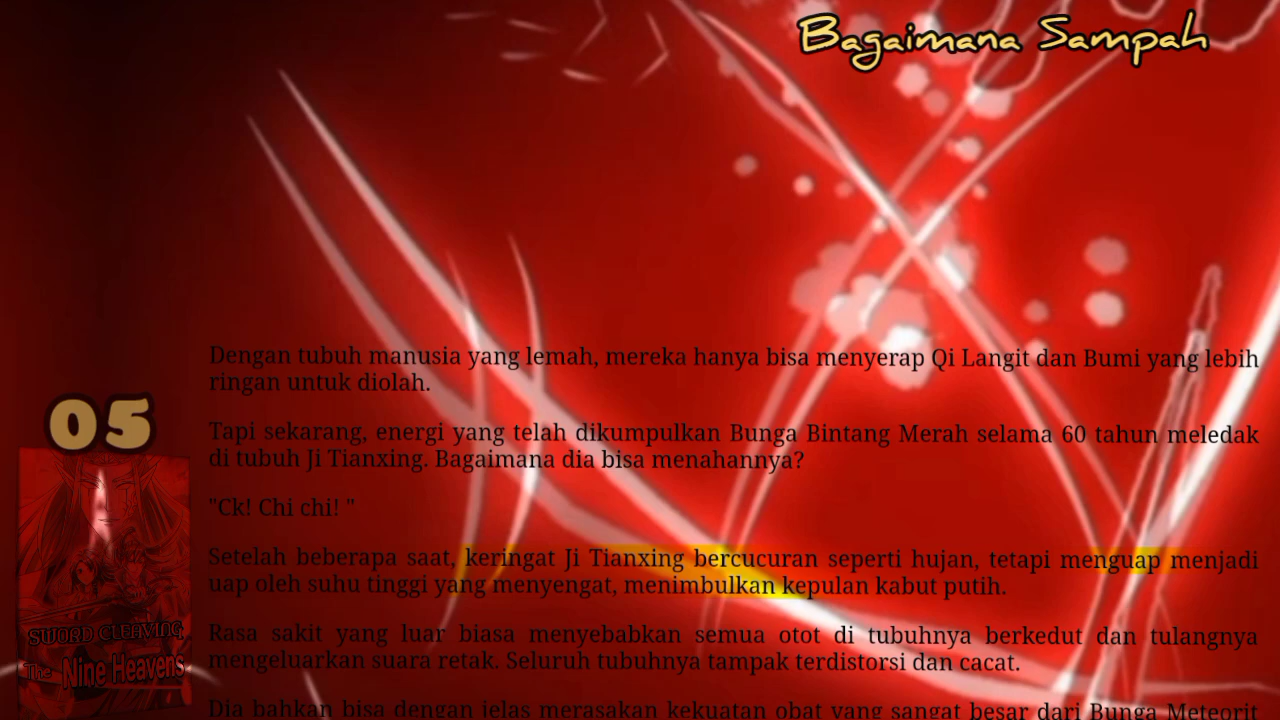 Bagaimana Sampah
Dengan tubuh manusia yang lemah, mereka hanya bisa menyerap Qi Langit dan Bumi yang lebih
ringan untuk diolah.
Tapi sekarang, energi yang telah dikumpulkan Bunga Bintang Merah selama 60 tahun meledak
di tubuh Ji Tianxing. Bagaimana dia bisa menahannya?
"Ck! Chi chi! "
Setelah beberapa saat, keringat Ji Tianxing bercucuran seperti hujan, tetapi menguap menjadi
uap oleh suhu tinggi yang menyengat, menimbulkan kepulan kabut putih.
Rasa sakit yang luar biasa menyebabkan semua otot di tubuhnya berkedut dan tulangnya
mengeluarkan suara retak. Seluruh tubuhnya tampak terdistorsi dan cacat.
Dia bahkan bisa dengan jelas merasakan kekuatan obat yang sangat besar dari Bunga Meteorit
05
SWORD CLEAVING
The Nine Heavens